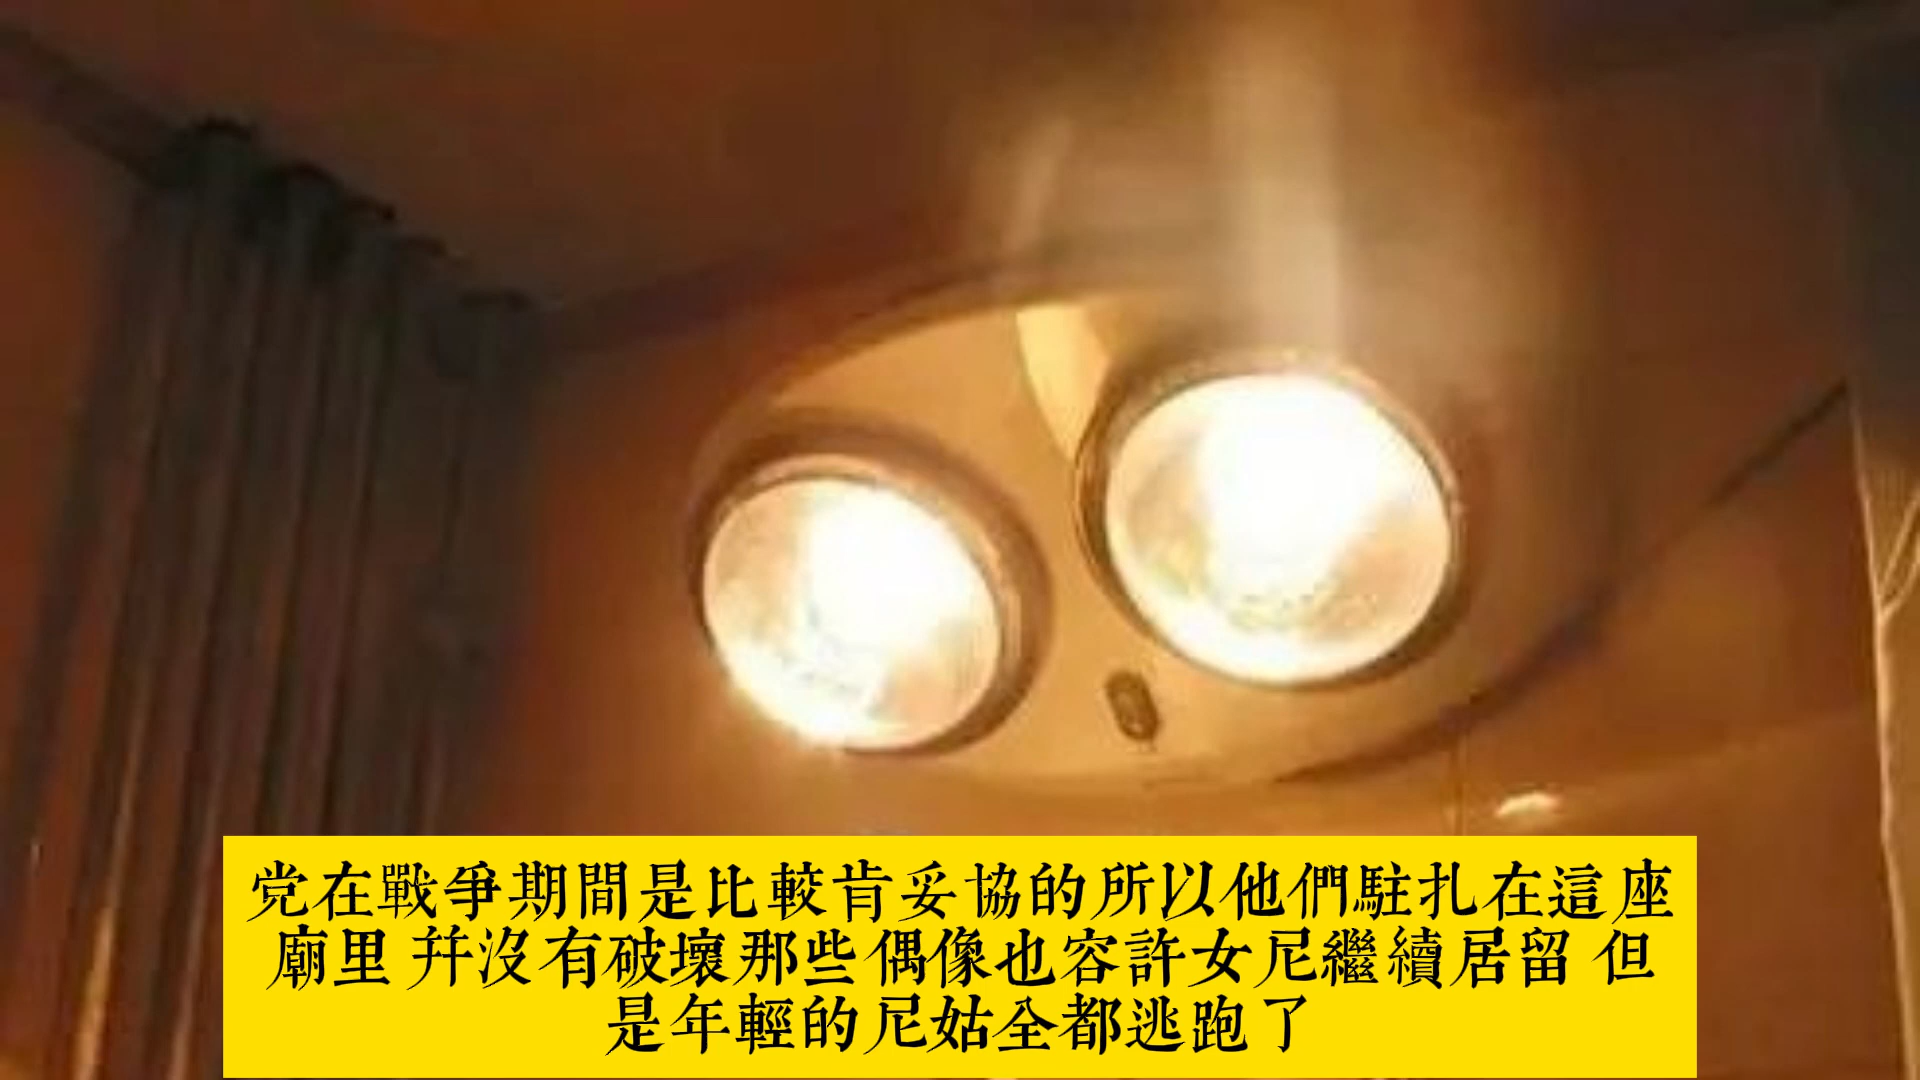 党在戰爭期間是比較肯妥協的所以他們駐扎在這座
廟里 并沒有破壞那些偶像也容許女尼繼續居留 但
是年輕的尼姑全都逃跑了